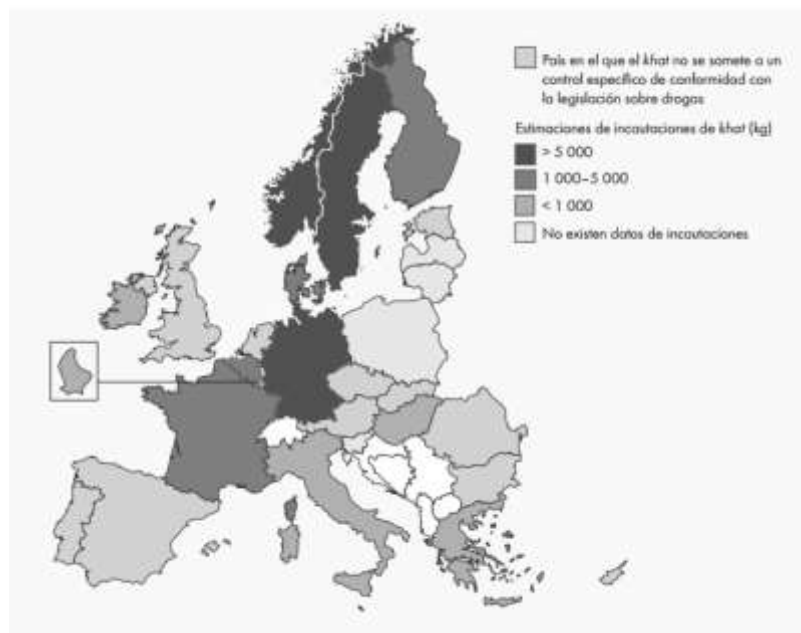 País en el que el khat no se somete a un
control específico de conformidad con
la legislación sobre drogas
Estimaciones de incautaciones de khat (kg)
> 5 000
1 000–5 000
< 1 000
No existen datos de incautaciones